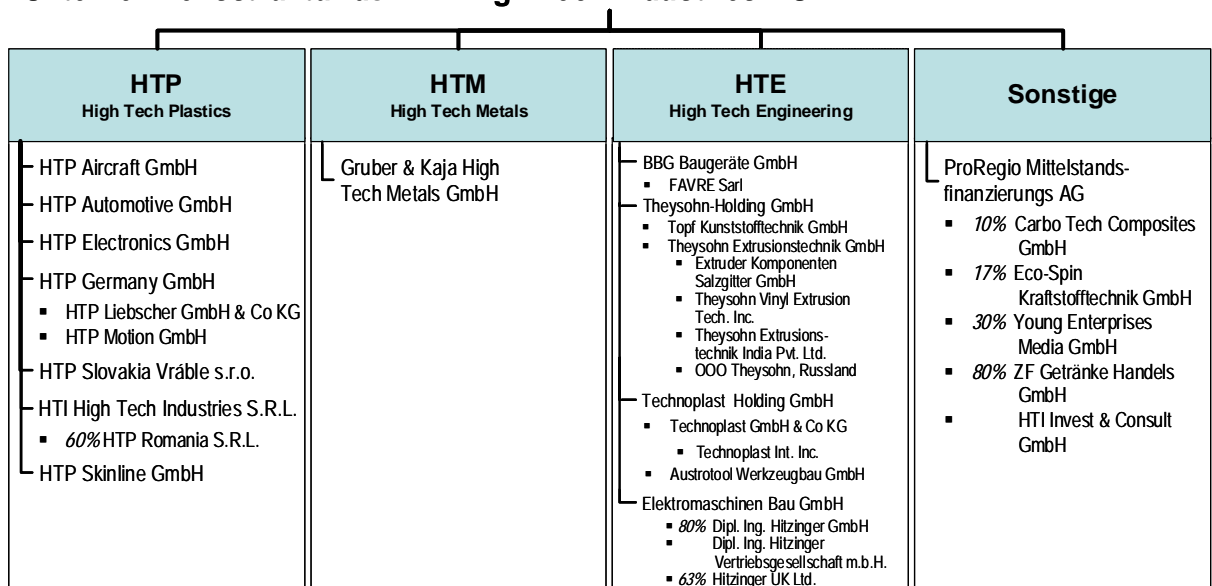 HTP
High Tech Plastics
HTP Aircraft GmbH
HTP Automotive GmbH
HTP Electronics GmbH
HTP Germany GmbH
▪ HTP Liebscher GmbH & Co KG
▪ HTP Motion GmbH
HTP Slovakia Vráble s.r.o.
HTI High Tech Industries S.R.L.
▪ 60% HTP Romania S.R.L.
HTP Skinline GmbH
HTM
High Tech Metals
Gruber & Kaja High
Tech Metals GmbH
HTE
High Tech Engineering
BBG Baugeräte GmbH
▪ FAVRE Sarl
Theysohn-Holding GmbH
▪ Topf Kunststofftechnik GmbH
▪ Theysohn Extrusionstechnik GmbH
▪ Extruder Komponenten
Salzgitter GmbH
▪ Theysohn Vinyl Extrusion
Tech. Inc.
▪ Theysohn Extrusions-
technik India Pvt. Ltd.
▪ OOO Theysohn, Russland
Technoplast Holding GmbH
▪ Technoplast GmbH & Co KG
▪ Technoplast Int. Inc.
▪ Austrotool Werkzeugbau GmbH
Elektromaschinen Bau GmbH
▪ 80% Dipl. Ing. Hitzinger GmbH
▪ Dipl. Ing. Hitzinger
Vertriebsgesellschaft m.b.H.
▪ 63% Hitzinger UK Ltd.
Sonstige
ProRegio Mittelstands-
finanzierungs AG
▪ 10% Carbo Tech Composites
GmbH
▪ 17% Eco-Spin
Kraftstofftechnik GmbH
▪ 30% Young Enterprises
Media GmbH
▪ 80% ZF Getränke Handels
GmbH
▪ HTI Invest & Consult
GmbH